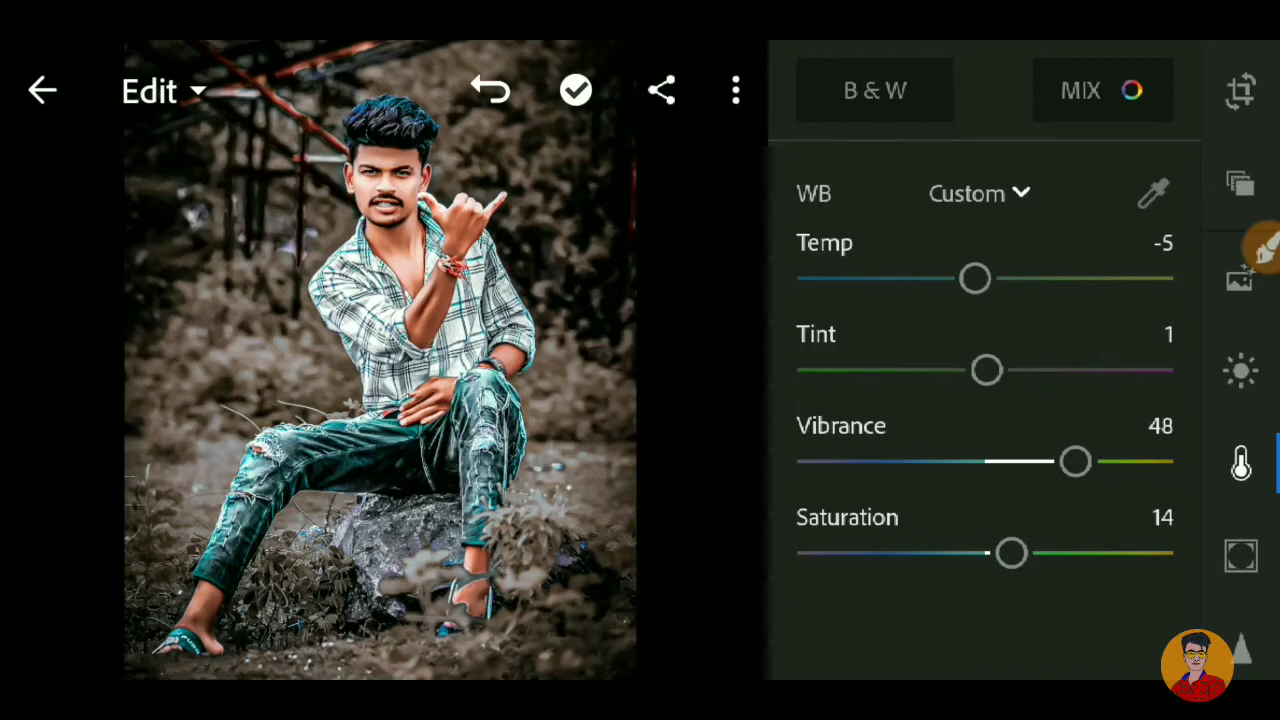 Edit
B & W
MIX
WB
Custom
Temp
-5
Tint
1
Vibrance
48
Saturation
14